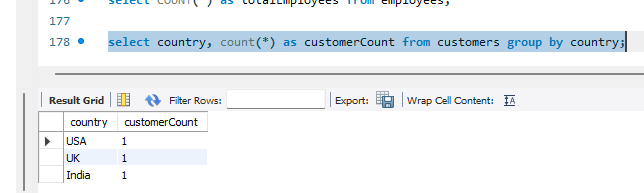 176 select COUNT(*) as totalEmployees from employees;
177
178 select country, count(*) as customerCount from customers group by country;
Result Grid Filter Rows: Export: Wrap Cell Content: IA
country customerCount
USA 1
UK 1
India 1